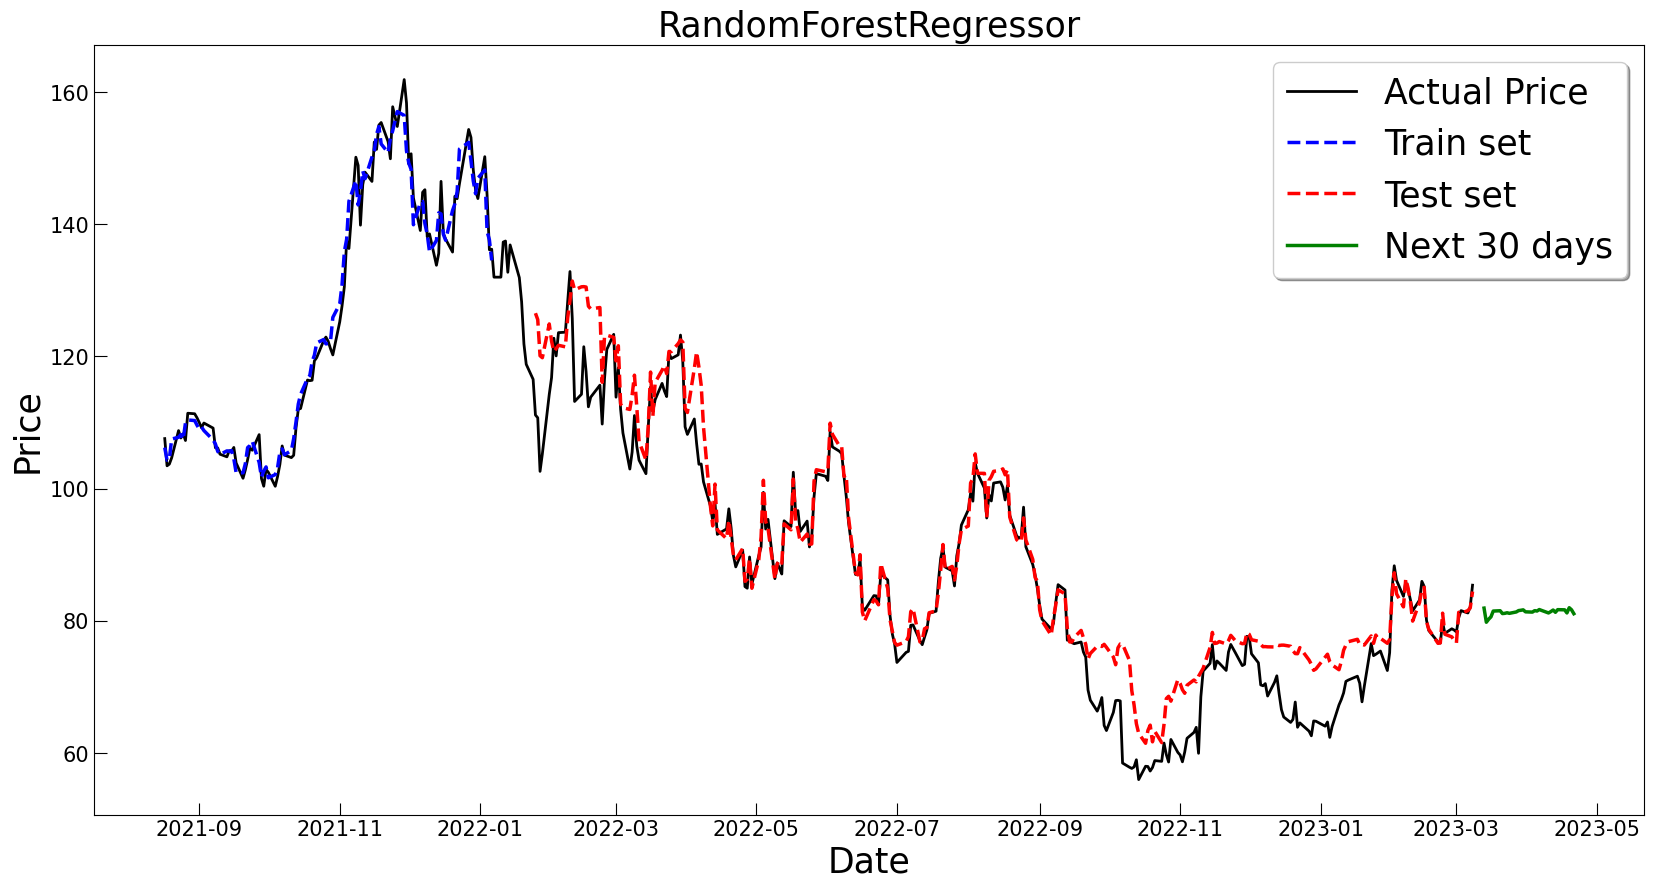 RandomForestRegressor
Actual Price
Train set
Test set
Next 30 days
Price
160
140
120
100
80
60
2021-09 2021-11 2022-01 2022-03 2022-05 2022-07 2022-09 2022-11 2023-01 2023-03 2023-05
Date